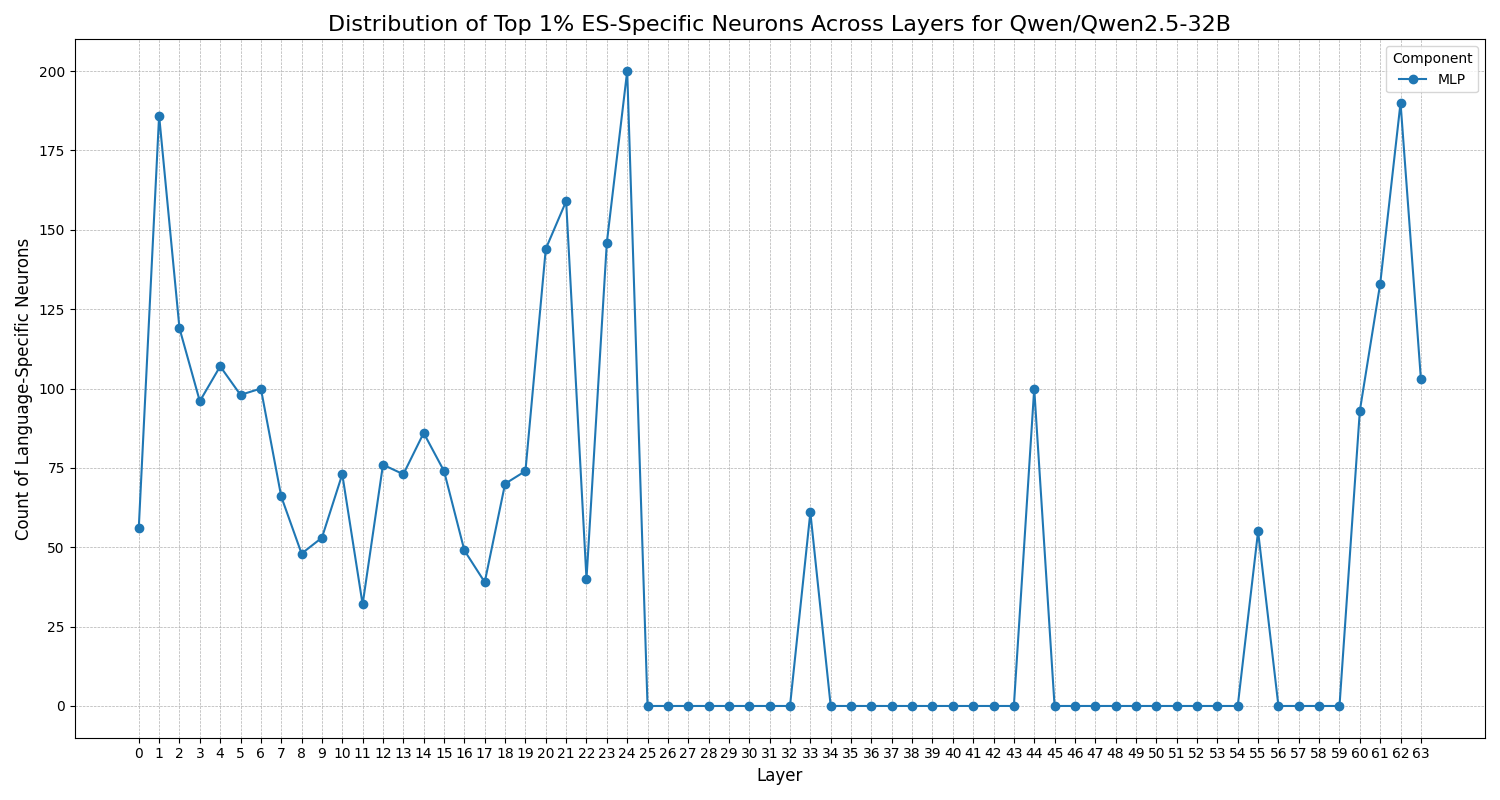 Distribution of Top 1% ES-Specific Neurons Across Layers for Qwen/Qwen2.5-32B
Component
MLP
Count of Language-Specific Neurons
200
175
150
125
100
75
50
25
0
0 1 2 3 4 5 6 7 8 9 10 11 12 13 14 15 16 17 18 19 20 21 22 23 24 25 26 27 28 29 30 31 32 33 34 35 36 37 38 39 40 41 42 43 44 45 46 47 48 49 50 51 52 53 54 55 56 57 58 59 60 61 62 63
Layer